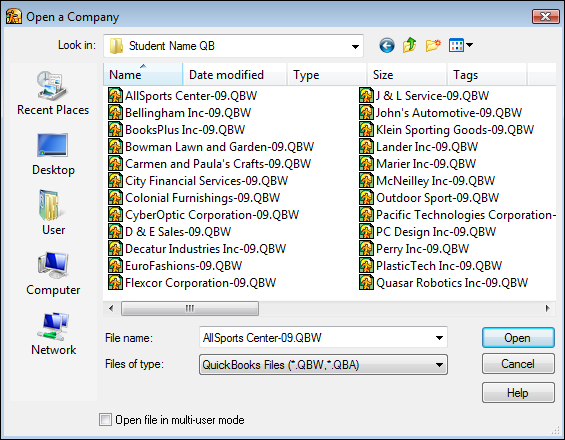 Open a Company
Look in:
Student Name QB
Name
Date modified
Type
Size
Tags
Recent Places
Desktop
User
Computer
Network
AllSports Center-09.QBW
Bellingham Inc-09.QBW
BooksPlus Inc-09.QBW
Bowman Lawn and Garden-09.QBW
Carmen and Paula's Crafts-09.QBW
City Financial Services-09.QBW
Colonial Furnishings-09.QBW
CyberOptic Corporation-09.QBW
D & E Sales-09.QBW
Decatur Industries Inc-09.QBW
EuroFashions-09.QBW
Flexcor Corporation-09.QBW
J & L Service-09.QBW
John's Automotive-09.QBW
Klein Sporting Goods-09.QBW
Lander Inc-09.QBW
Marier Inc-09.QBW
McNeilley Inc-09.QBW
Outdoor Sport-09.QBW
Pacific Technologies Corporation-
PC Design Inc-09.QBW
Perry Inc-09.QBW
PlasticTech Inc-09.QBW
Quasar Robotics Inc-09.QBW
File name:
AllSports Center-09.QBW
Open
Files of type:
QuickBooks Files (*.QBW,*.QBA)
Cancel
Help
Open file in multi-user mode